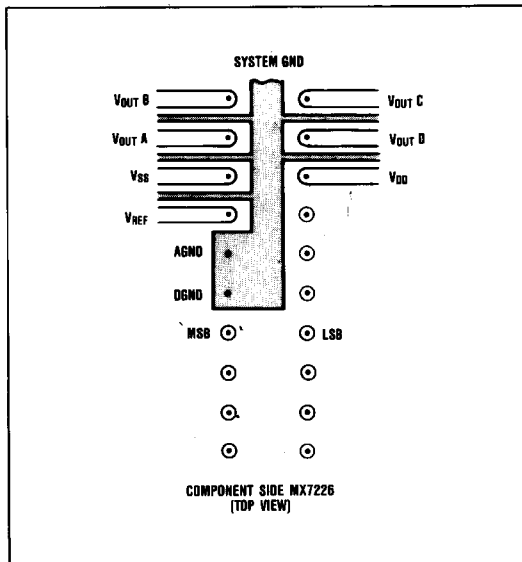 SYSTEM GND
VOUT B
VOUT C
VOUT A
VOUT D
VSS
VDD
VREF
AGND
DGND
MSB
LSB
COMPONENT SIDE MX7226
(TOP VIEW)